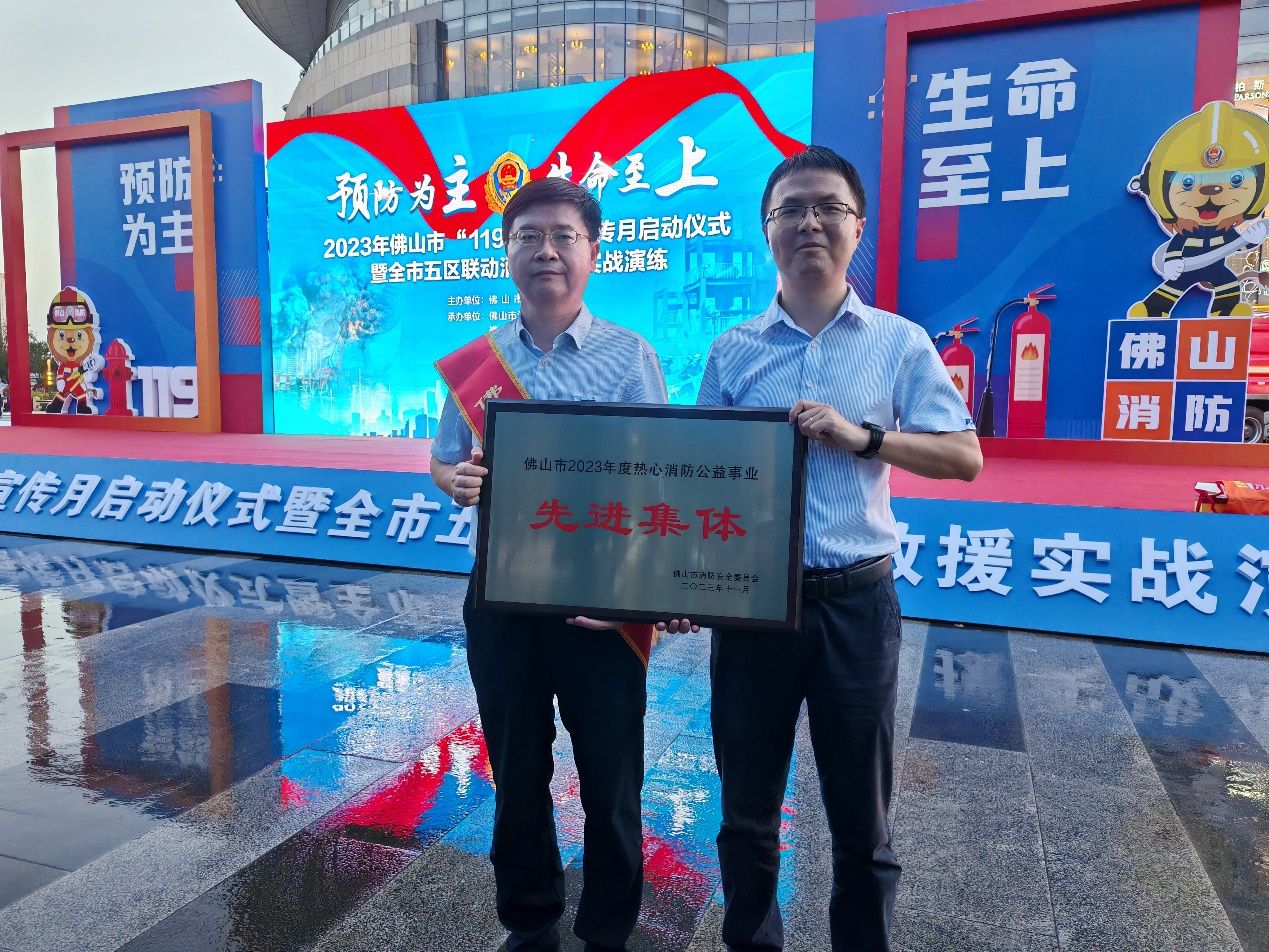 预防
为主
119
预防为主 生命至上
2023年佛山市“119 传月启动仪式
暨全市五区联动消 实战演练
主办单位：佛山市
承办单位：佛山市
生命
至上
柏斯
PARSONS
佛山
消防
宣传月启动仪式暨全市五 救援实战演
佛山市2023年度热心消防公益事业
先进集体
佛山市消防安全委员会
二〇二三年十一月